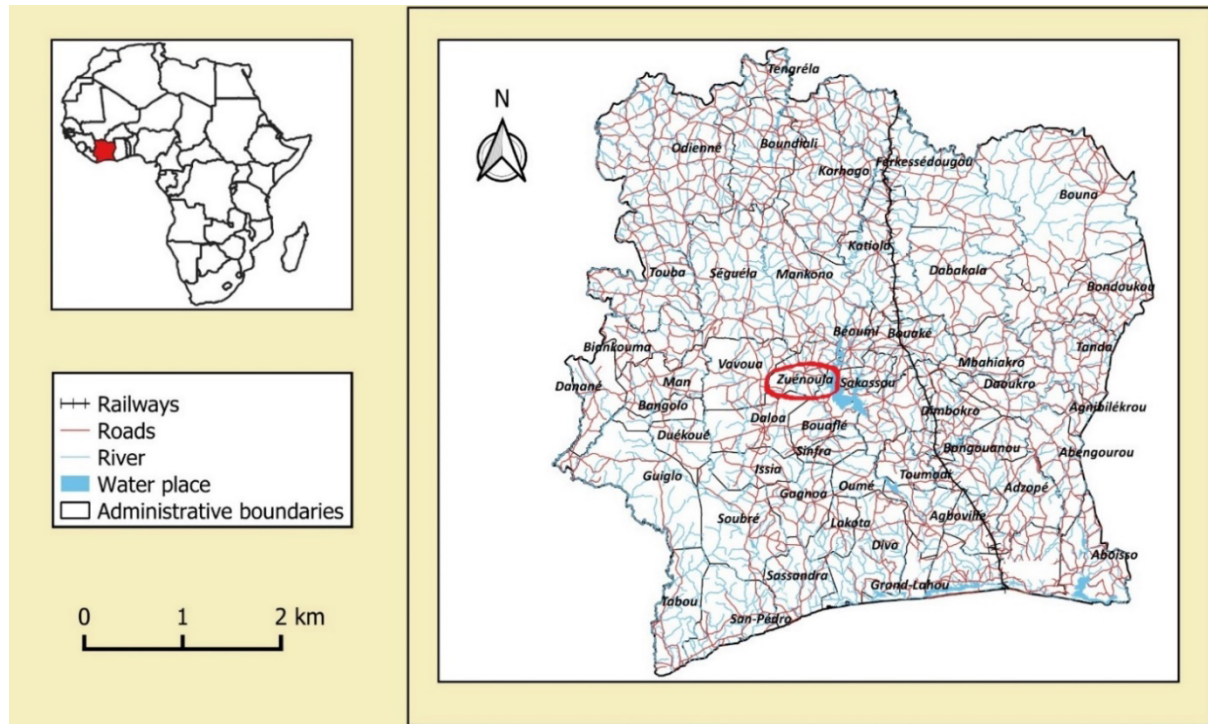 N
Tengréla
Odienné
Boundiali
Korhogo
Ferkessédougou
Bouna
Katiola
Touba
Séguéla
Mankono
Dabakala
Bondoukou
Béoumi
Bouaké
Biankouma
Vavoua
Mbahiakro
Tanda
Danané
Man
Zuénoula
Sakassou
Daoukro
Bangolo
Daloa
Bouaflé
Dimbokro
Agnibilékrou
Duékoué
Sinfra
Bangouanou
Abengourou
Guiglo
Issia
Gagnoa
Oumé
Toumodi
Adzopé
Soubré
Lakota
Agboville
Diva
Aboisso
Sassandra
Grand-Lahou
Tabou
San-Pédro
Railways
Roads
River
Water place
Administrative boundaries
0 1 2 km